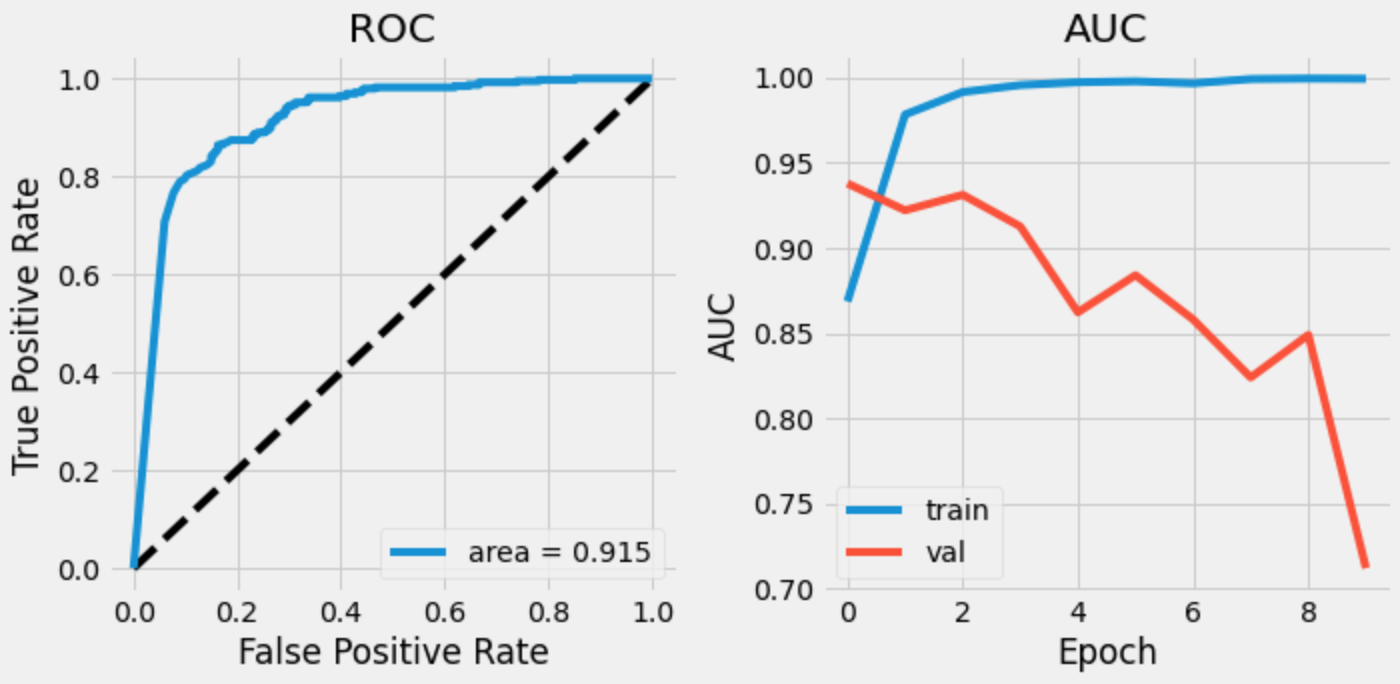 ROC
True Positive Rate
1.0
0.8
0.6
0.4
0.2
0.0
area = 0.915
0.0 0.2 0.4 0.6 0.8 1.0
False Positive Rate
AUC
AUC
1.00
0.95
0.90
0.85
0.80
0.75
0.70
train
val
0 2 4 6 8
Epoch